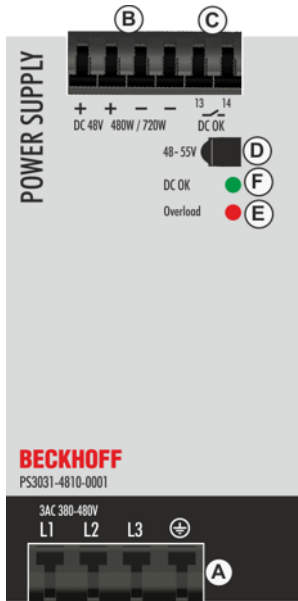 B C
POWER SUPPLY
+ + − − 13 14
DC 48V 480W / 720W DC OK
48-55V D
DC OK F
Overload E
BECKHOFF
PS3031-4810-0001
3AC 380-480V
L1 L2 L3
A